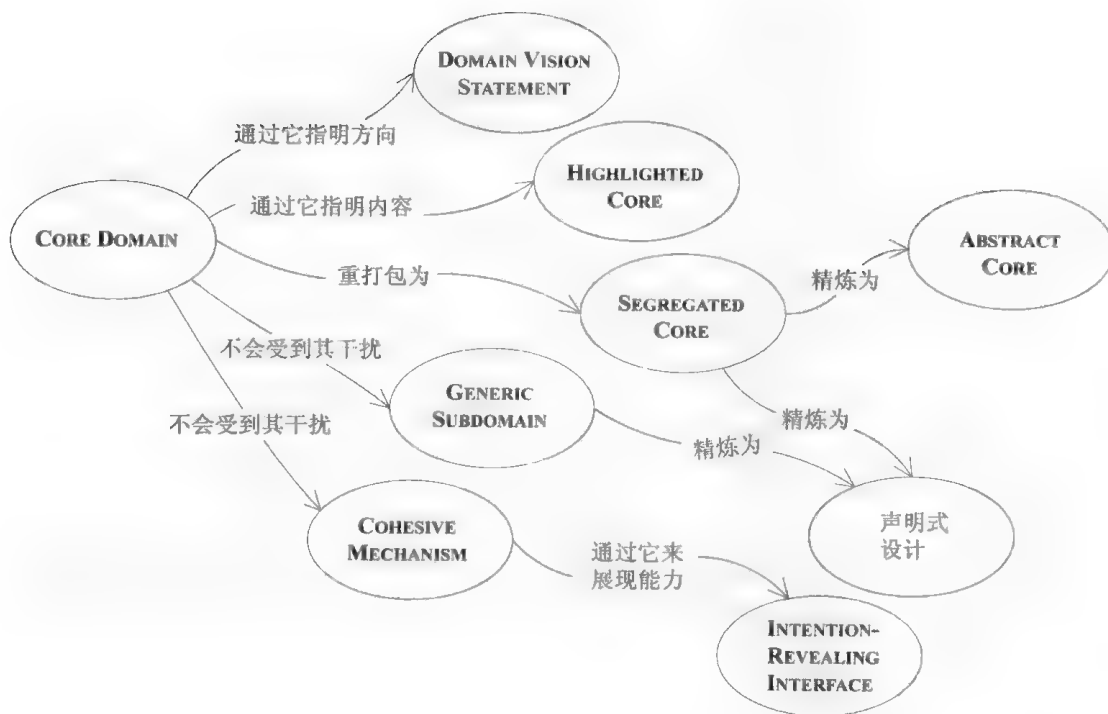 DOMAIN VISION
STATEMENT
通过它指明方向
HIGHLIGHTED
CORE
通过它指明内容
CORE DOMAIN
ABSTRACT
CORE
重打包为
精炼为
SEGREGATED
CORE
不会受到其干扰
GENERIC
SUBDOMAIN
不会受到其干扰
精炼为
精炼为
COHESIVE
MECHANISM
声明式
设计
通过它来
展现能力
INTENTION-
REVEALING
INTERFACE